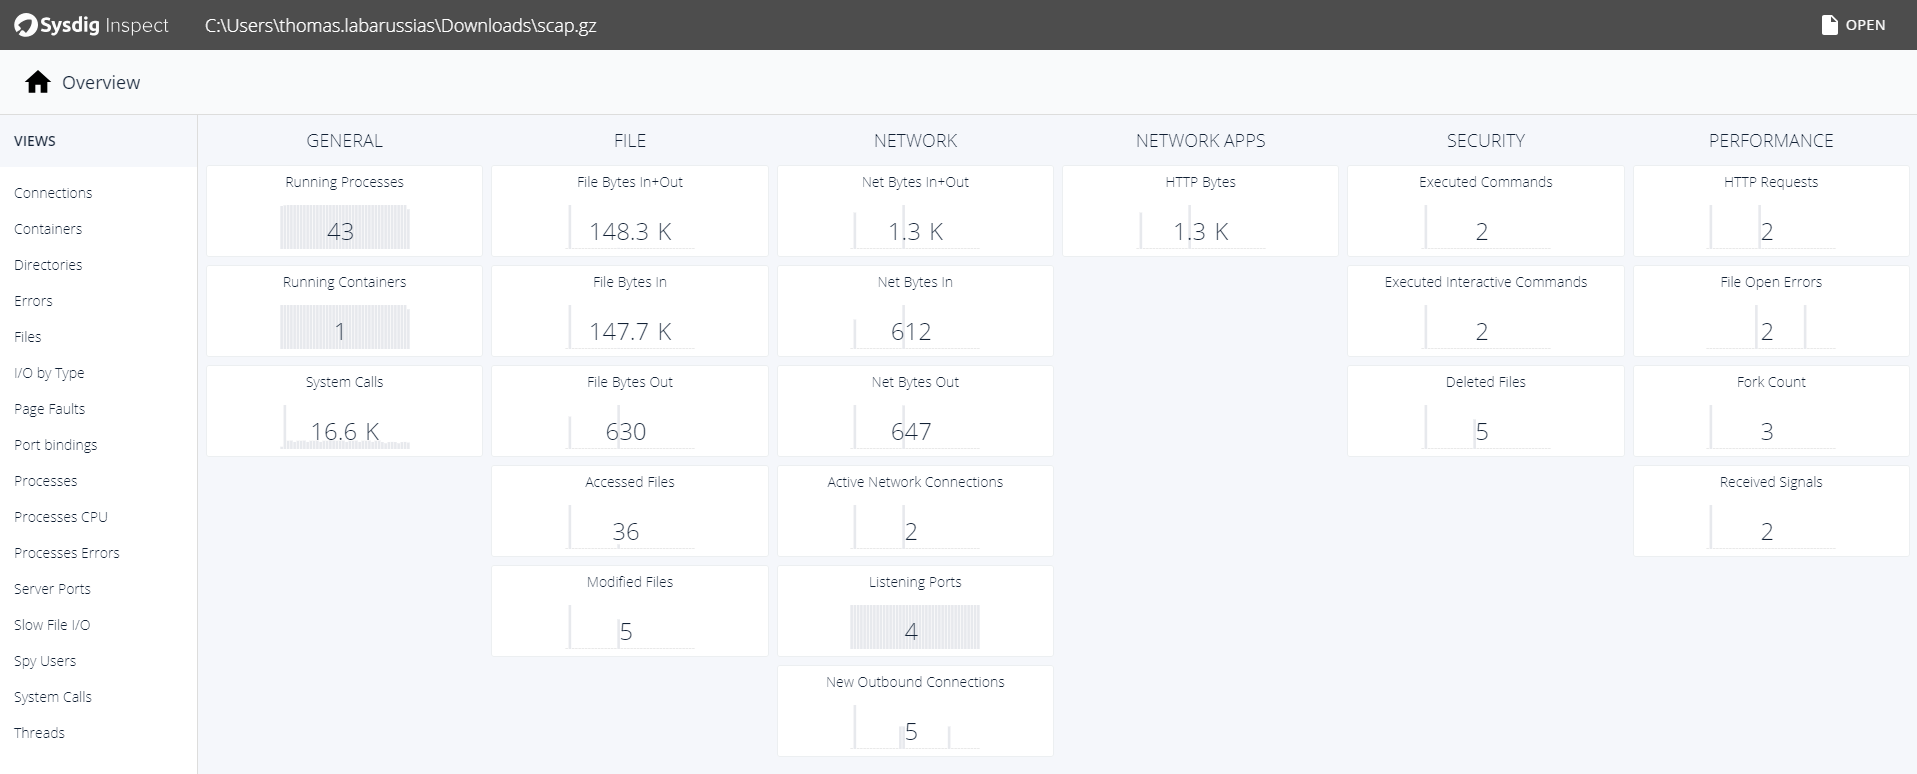 Sysdig Inspect C:\Users\thomas.labarussias\Downloads\scap.gz OPEN
Overview
VIEWS
Connections
Containers
Directories
Errors
Files
I/O by Type
Page Faults
Port bindings
Processes
Processes CPU
Processes Errors
Server Ports
Slow File I/O
Spy Users
System Calls
Threads
GENERAL
Running Processes
43
Running Containers
1
System Calls
16.6 K
FILE
File Bytes In+Out
148.3 K
File Bytes In
147.7 K
File Bytes Out
630
Accessed Files
36
Modified Files
5
NETWORK
Net Bytes In+Out
1.3 K
Net Bytes In
612
Net Bytes Out
647
Active Network Connections
2
Listening Ports
4
New Outbound Connections
5
NETWORK APPS
HTTP Bytes
1.3 K
SECURITY
Executed Commands
2
Executed Interactive Commands
2
Deleted Files
5
PERFORMANCE
HTTP Requests
2
File Open Errors
2
Fork Count
3
Received Signals
2